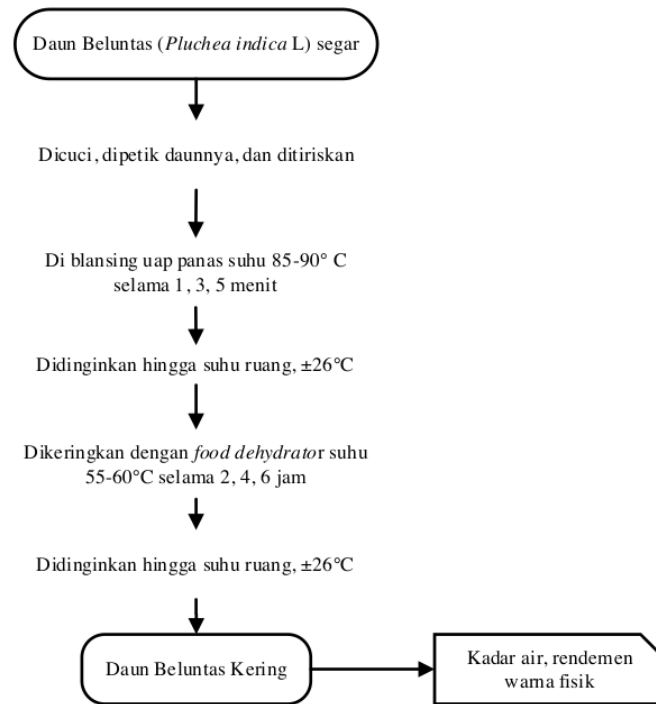 Daun Beluntas (Pluchea indica L) segar
Dicuci, dipetik daunnya, dan ditiriskan
Di blansing uap panas suhu 85-90° C
selama 1, 3, 5 menit
Didinginkan hingga suhu ruang, ±26°C
Dikeringkan dengan food dehydrator suhu
55-60°C selama 2, 4, 6 jam
Didinginkan hingga suhu ruang, ±26°C
Daun Beluntas Kering
Kadar air, rendemen
warna fisik